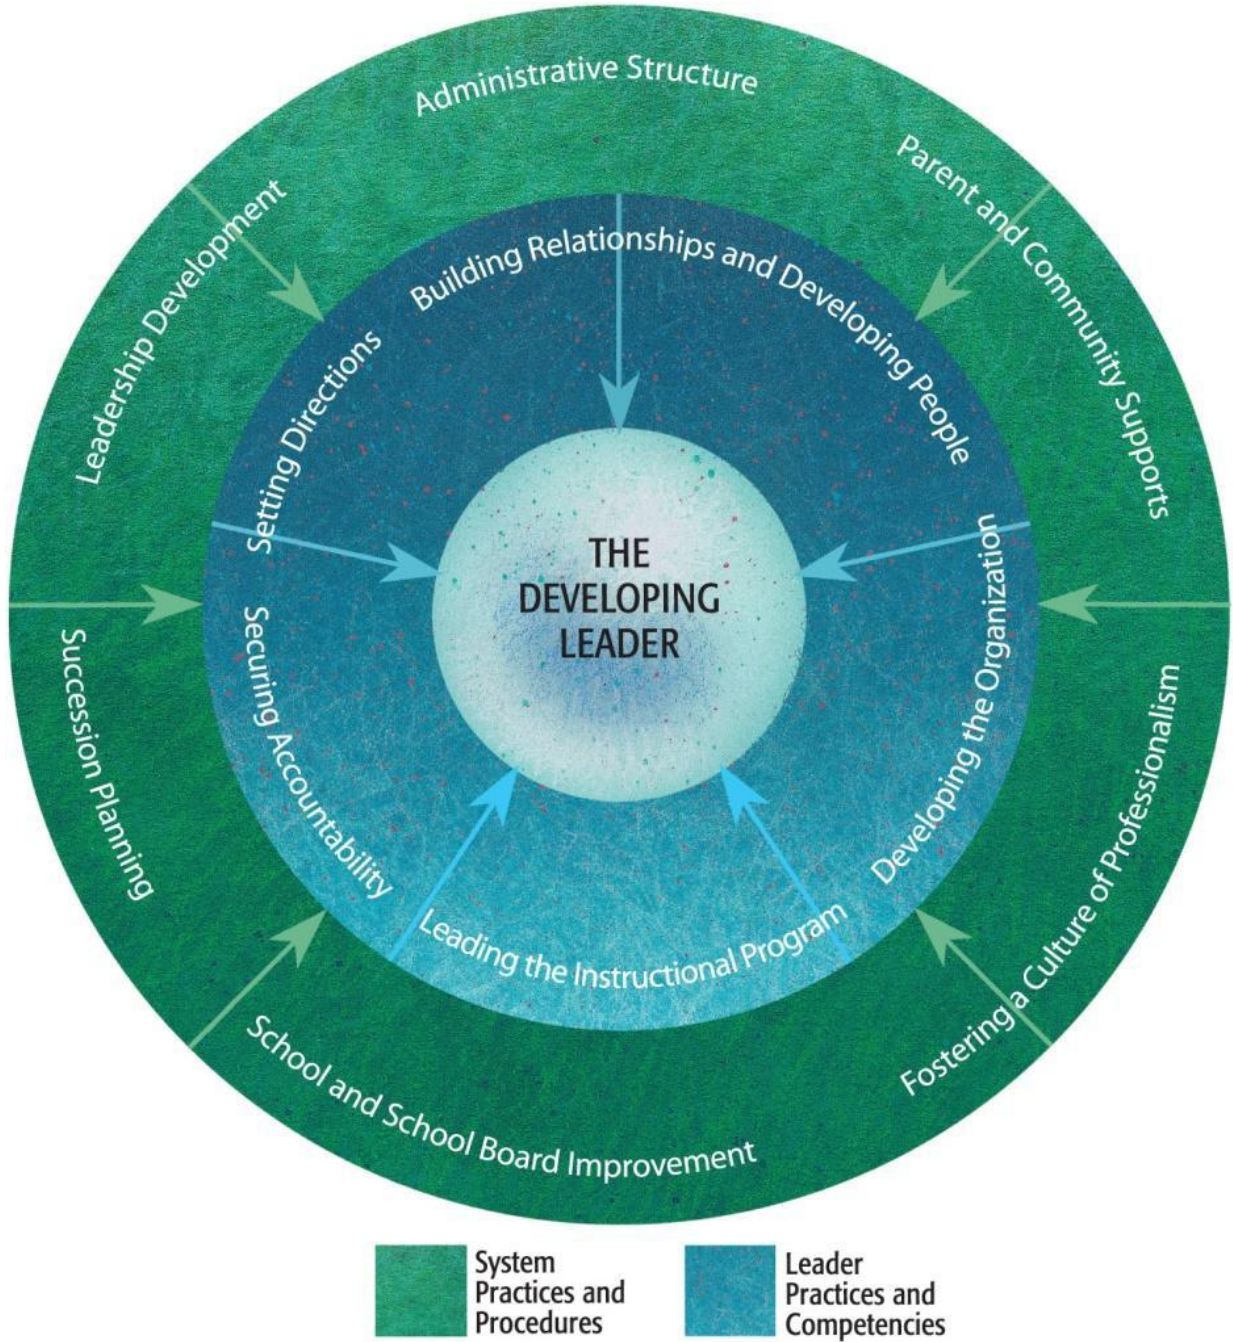 Administrative Structure
Parent and Community Supports
Leadership Development
Building Relationships and Developing People
Setting Directions
THE
DEVELOPING
LEADER
Developing the Organization
Securing Accountability
Succession Planning
Leading the Instructional Program
Fostering a Culture of Professionalism
School and School Board Improvement
System
Practices and
Procedures
Leader
Practices and
Competencies